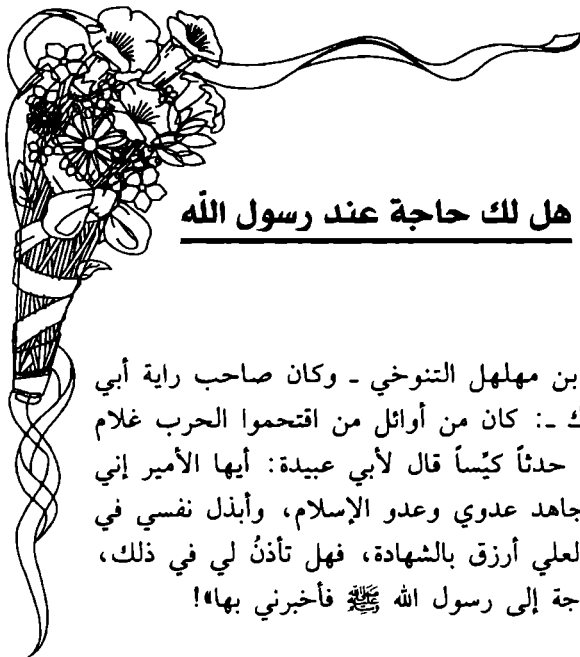 هل لك حاجة عند رسول الله
بن مهلهل التنوخي ـ وكان صاحب راية أبي
ك ـ: كان من أوائل من اقتحموا الحرب غلام
حدثاً كيِّساً قال لأبي عبيدة: أيها الأمير إني
جاهد عدوي وعدو الإسلام، وأبذل نفسي في
لعلي أرزق بالشهادة، فهل تأذنُ لي في ذلك،
جة إلى رسول الله ﷺ فأخبرني بها»!